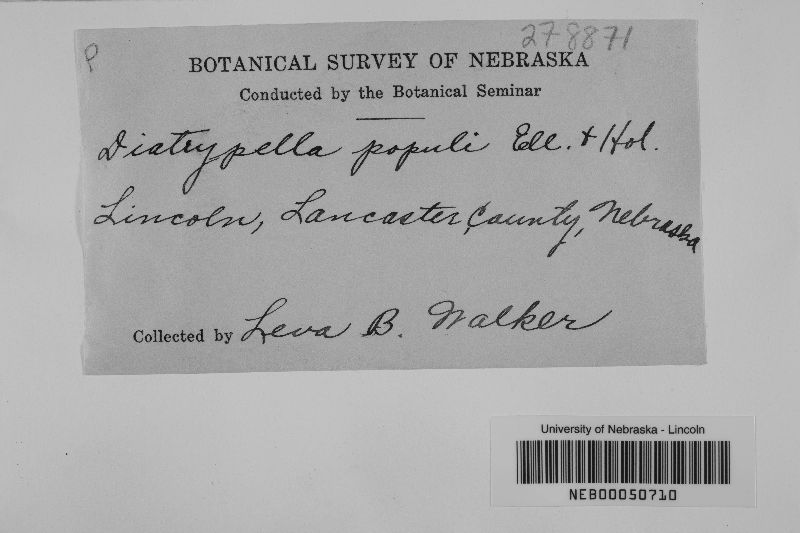 P
278871
BOTANICAL SURVEY OF NEBRASKA
Conducted by the Botanical Seminar
Diatrypella populi Ell. & Hol.
Lincoln, Lancaster County, Nebraska
Collected by Leva B. Walker
University of Nebraska - Lincoln
NEB00050710